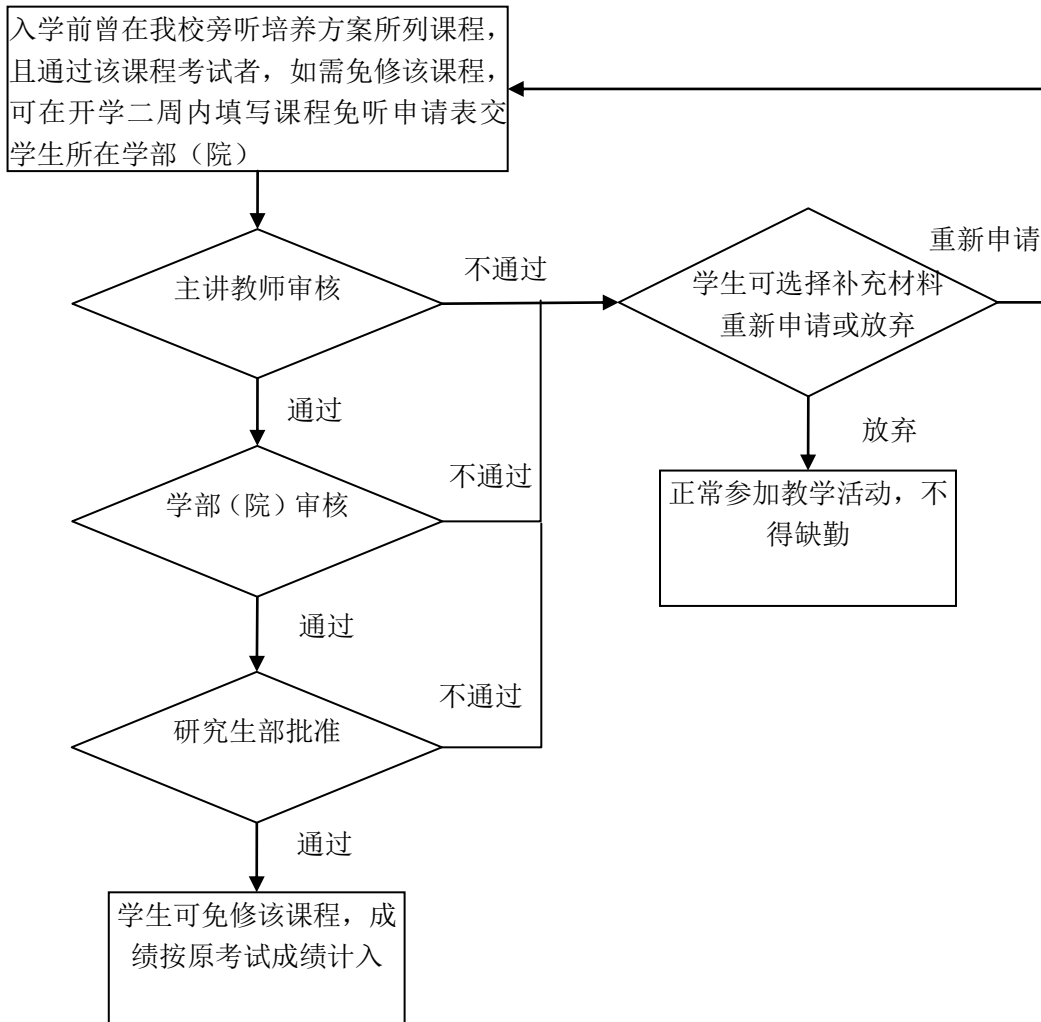 入学前曾在我校旁听培养方案所列课程，
且通过该课程考试者，如需免修该课程，
可在开学二周内填写课程免听申请表交
学生所在学部（院）
主讲教师审核
不通过
学生可选择补充材料
重新申请或放弃
重新申请
通过
放弃
学部（院）审核
不通过
正常参加教学活动，不
得缺勤
通过
研究生部批准
不通过
通过
学生可免修该课程，成
绩按原考试成绩计入